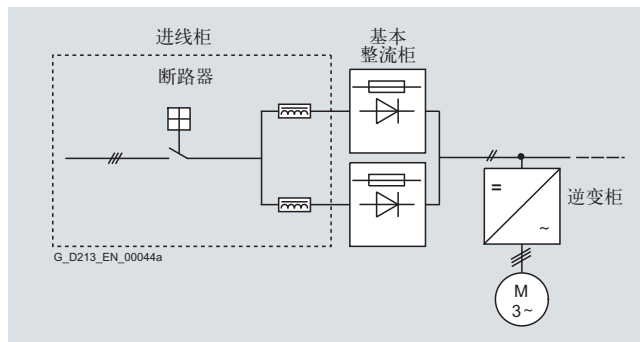 进线柜
基本
整流柜
断路器
逆变柜
=
~
M
3~
G_D213_EN_00044a